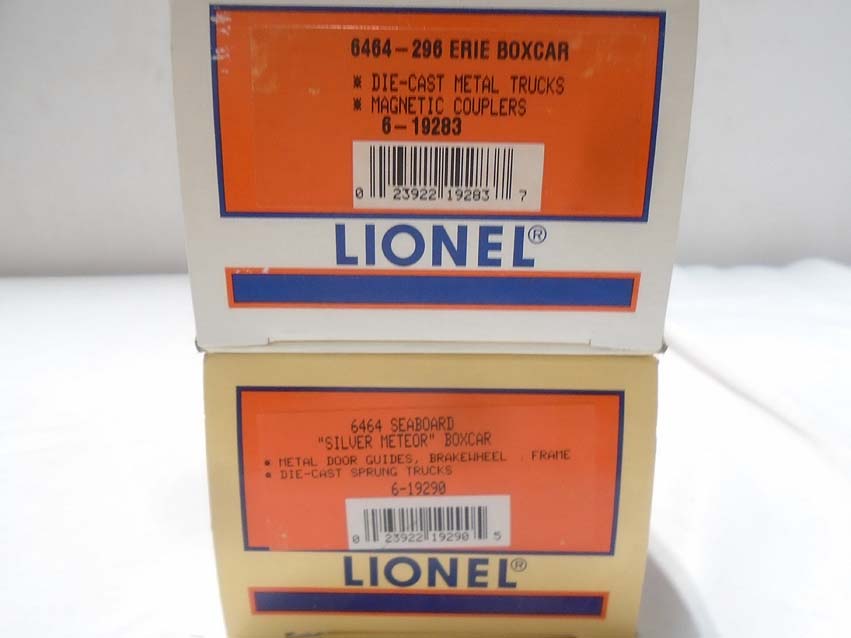 6464-296 ERIE BOXCAR
* DIE-CAST METAL TRUCKS
* MAGNETIC COUPLERS
6-19283
0 23922 19283 7
LIONEL®
6464 SEABOARD
"SILVER METEOR" BOXCAR
• METAL DOOR GUIDES, BRAKEWHEEL . FRAME
• DIE-CAST SPRUNG TRUCKS
6-19290
0 23922 19290 5
LIONEL®